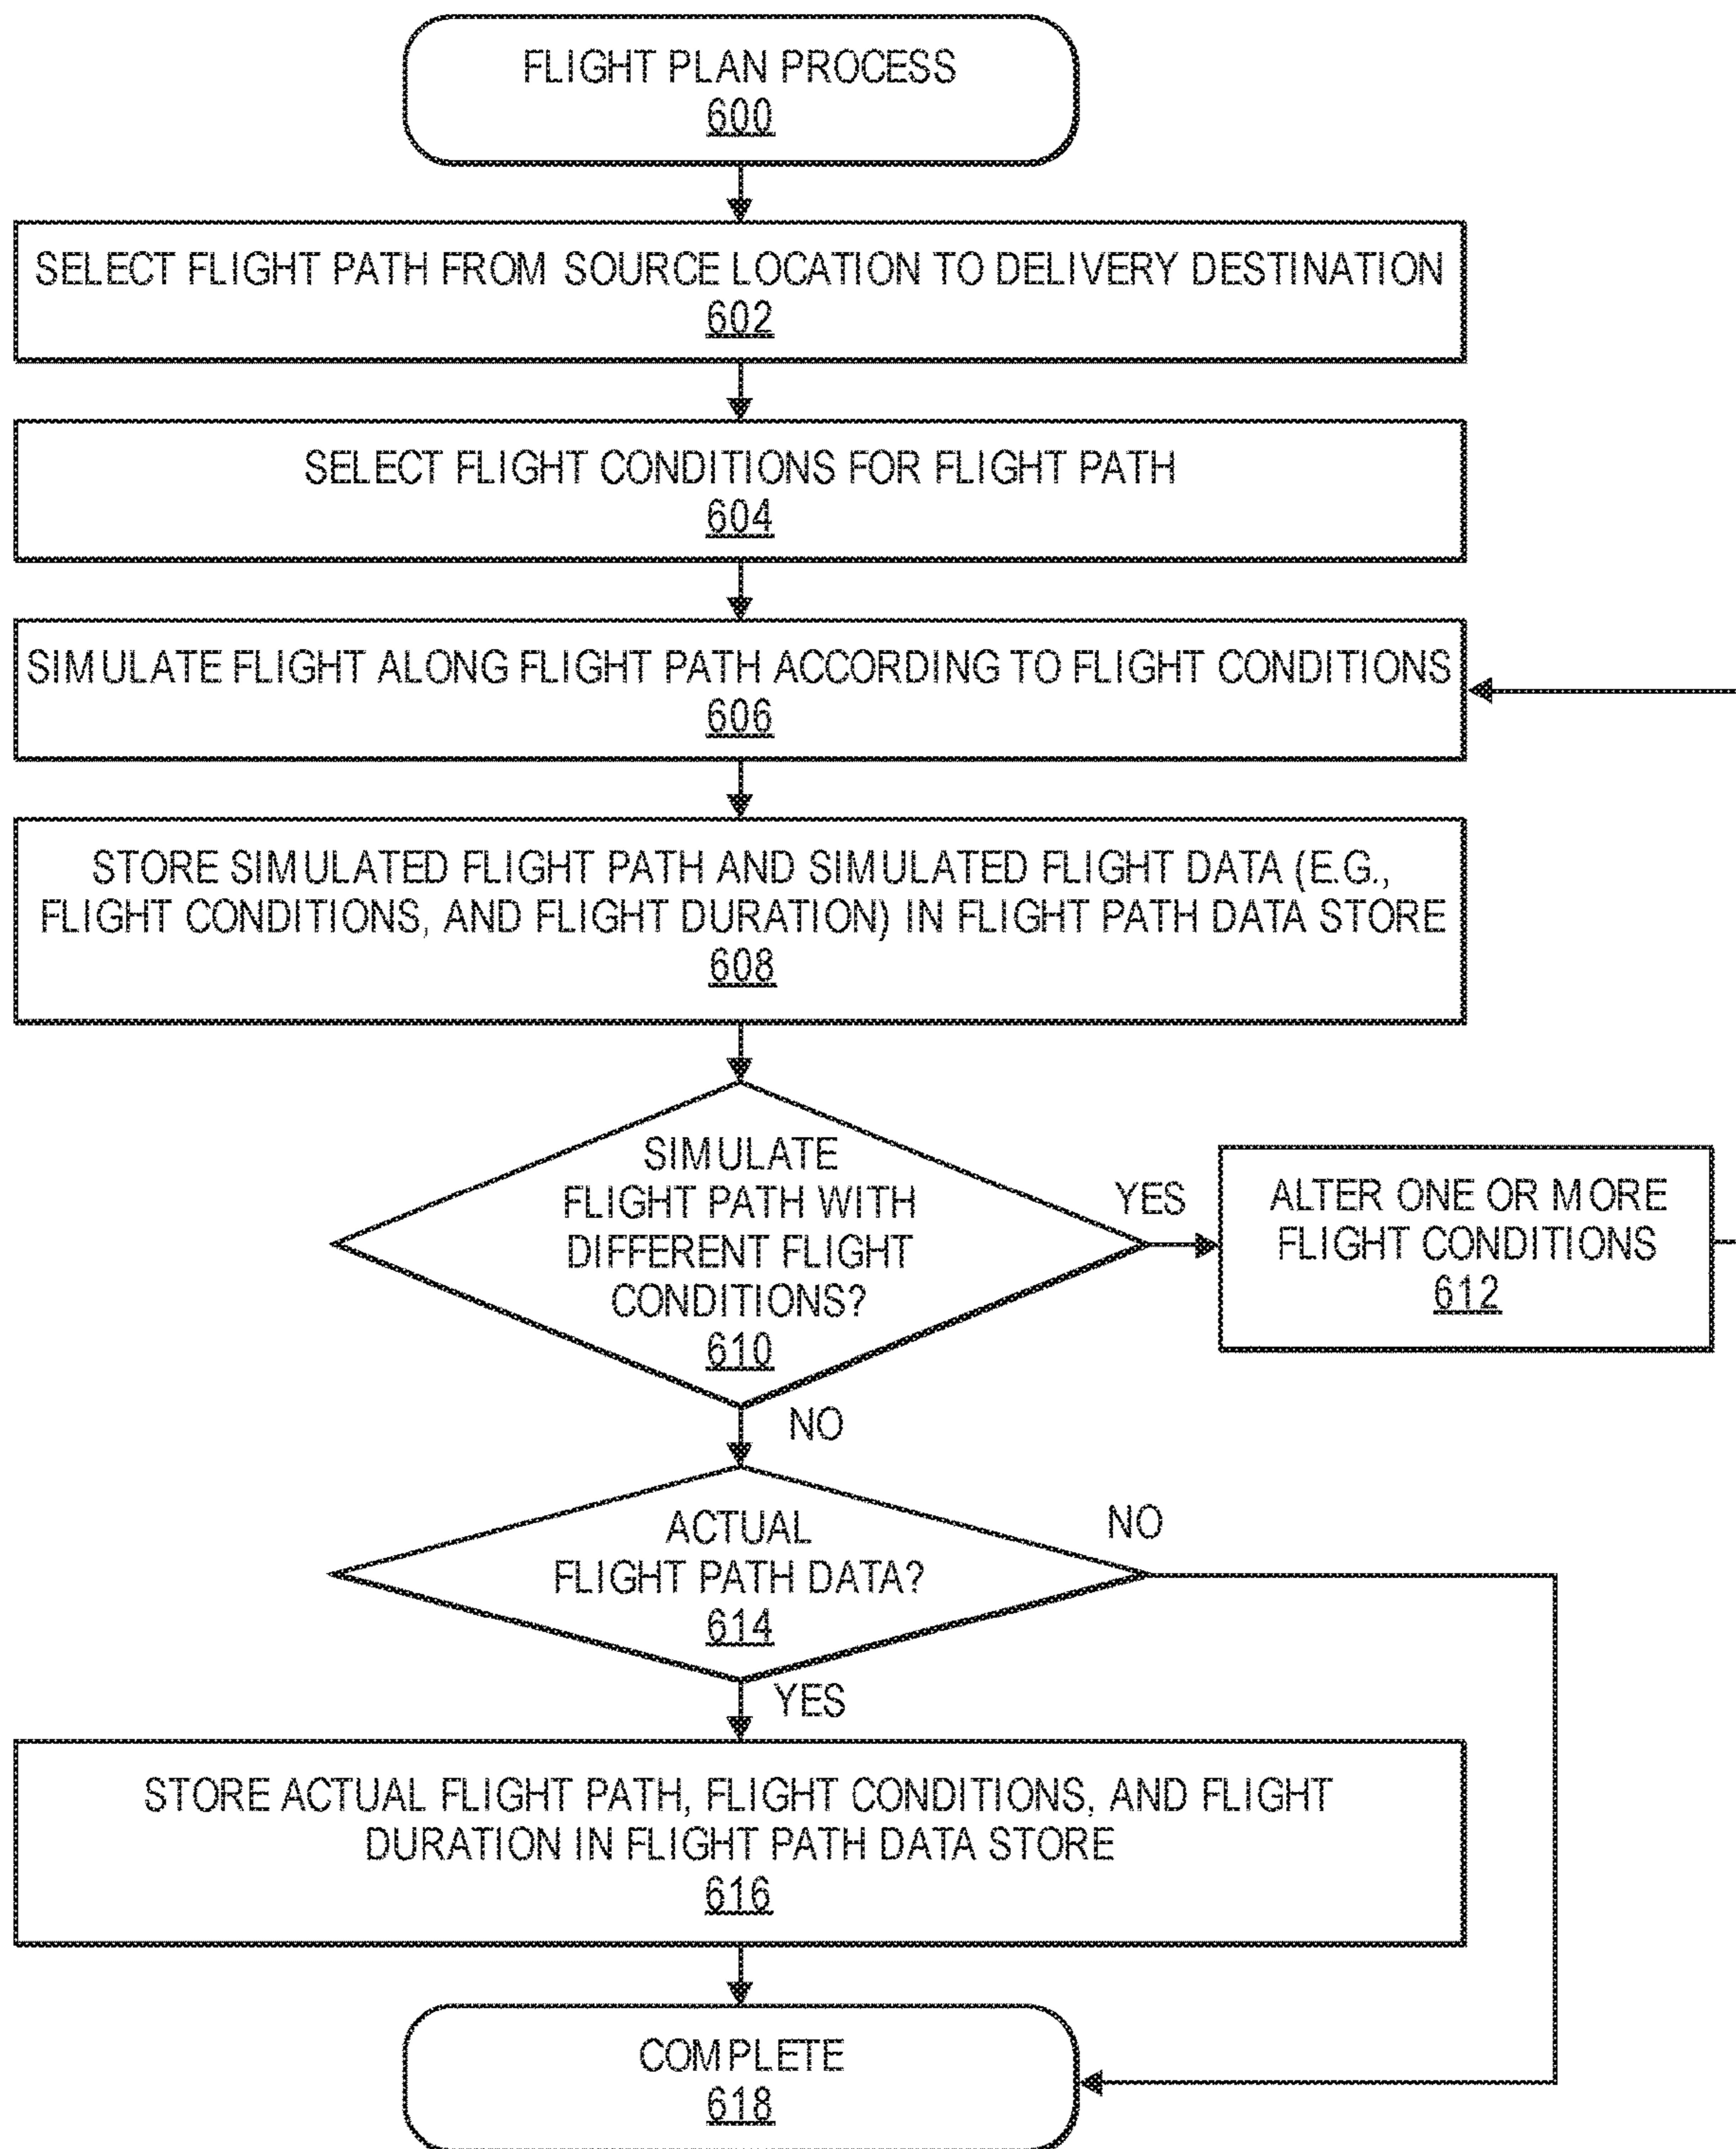 FLIGHT PLAN PROCESS
600
SELECT FLIGHT PATH FROM SOURCE LOCATION TO DELIVERY DESTINATION
602
SELECT FLIGHT CONDITIONS FOR FLIGHT PATH
604
SIMULATE FLIGHT ALONG FLIGHT PATH ACCORDING TO FLIGHT CONDITIONS
606
STORE SIMULATED FLIGHT PATH AND SIMULATED FLIGHT DATA (E.G.,
FLIGHT CONDITIONS, AND FLIGHT DURATION) IN FLIGHT PATH DATA STORE
608
SIMULATE
FLIGHT PATH WITH
DIFFERENT FLIGHT
CONDITIONS?
610
YES
ALTER ONE OR MORE
FLIGHT CONDITIONS
612
NO
ACTUAL
FLIGHT PATH DATA?
614
NO
YES
STORE ACTUAL FLIGHT PATH, FLIGHT CONDITIONS, AND FLIGHT
DURATION IN FLIGHT PATH DATA STORE
616
COMPLETE
618